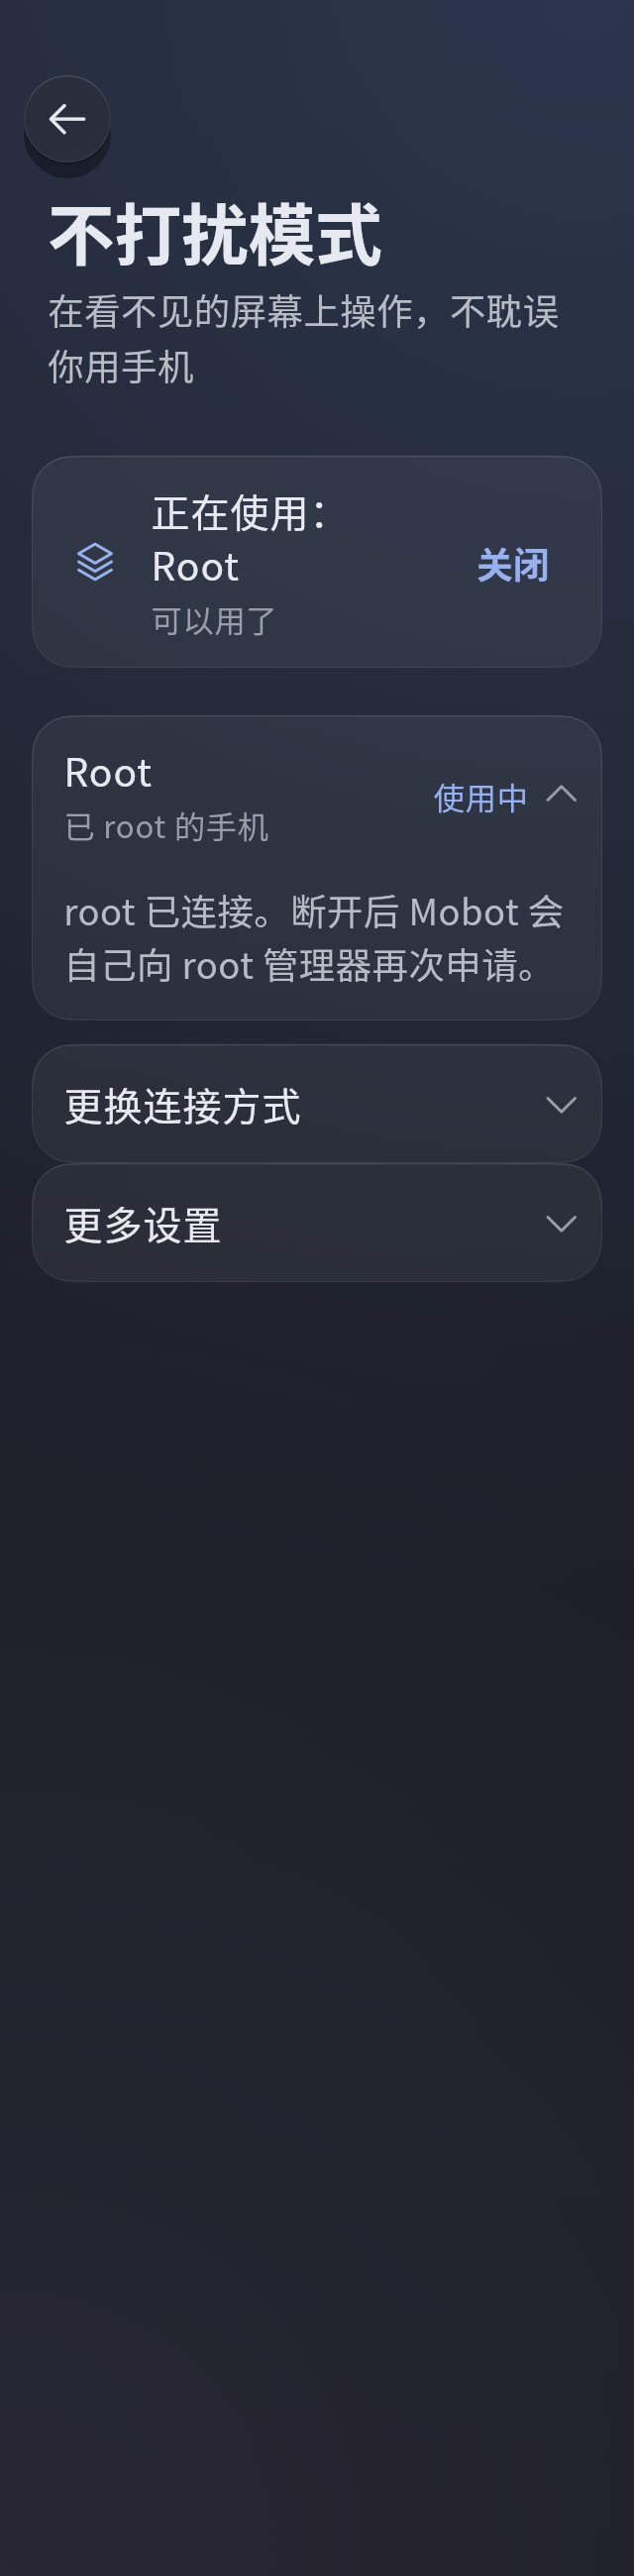 不打扰模式
在看不见的屏幕上操作，不耽误
你用手机
正在使用：
Root
可以用了
关闭
Root
已 root 的手机
使用中
root 已连接。断开后 Mobot 会
自己向 root 管理器再次申请。
更换连接方式
更多设置